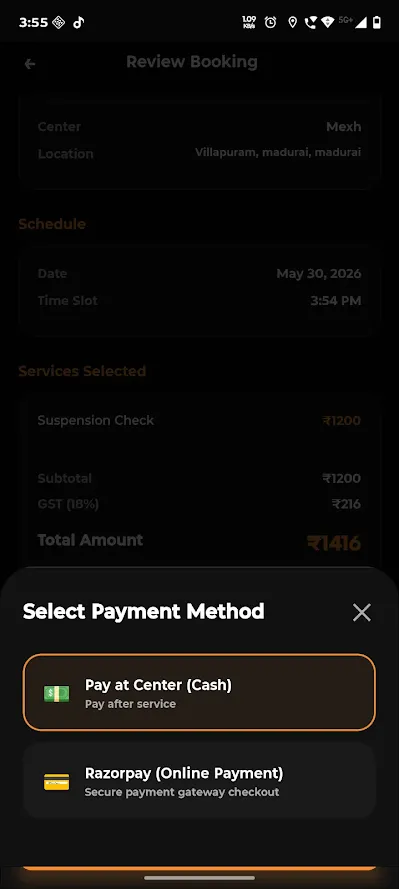 3:55
1.09
KB/s
5G+
Review Booking
Center Mexh
Location Villapuram, madurai, madurai
Schedule
Date May 30, 2026
Time Slot 3:54 PM
Services Selected
Suspension Check ₹1200
Subtotal ₹1200
GST (18%) ₹216
Total Amount ₹1416
Select Payment Method
Pay at Center (Cash)
Pay after service
Razorpay (Online Payment)
Secure payment gateway checkout